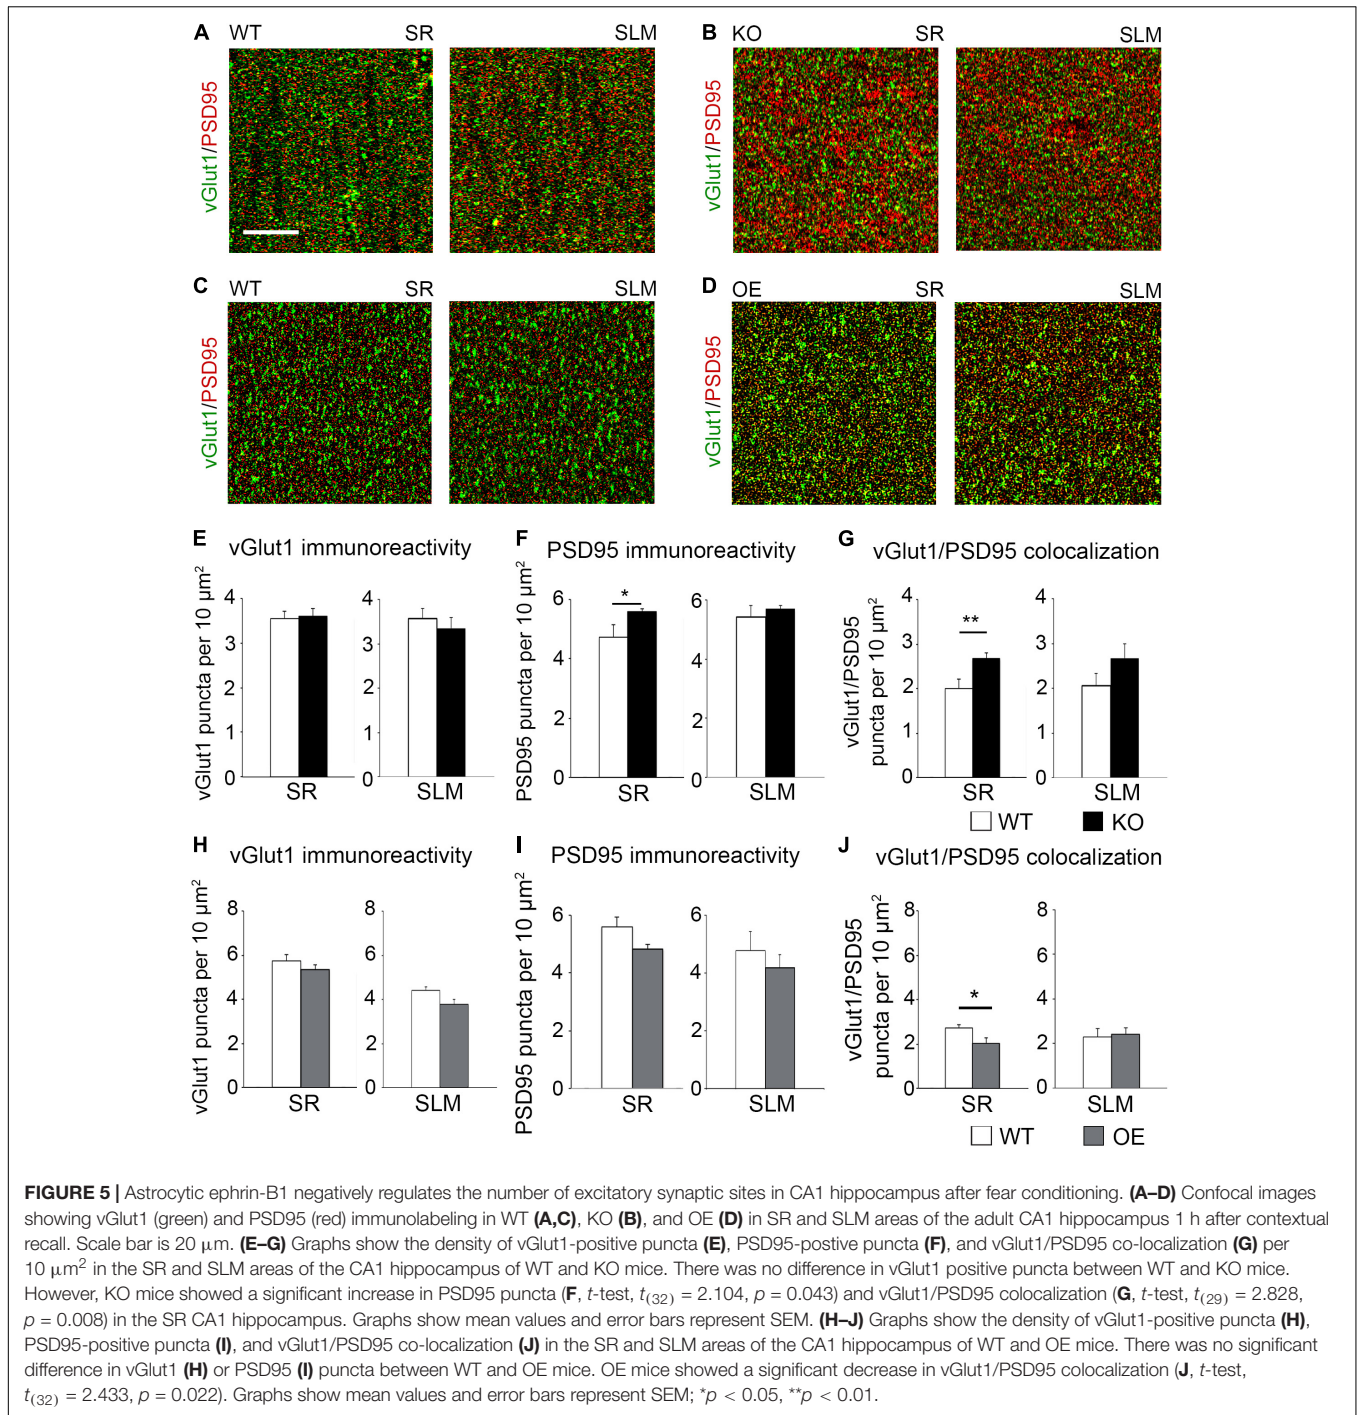 A WT SR SLM
vGlut1/PSD95
B KO SR SLM
vGlut1/PSD95
C WT SR SLM
vGlut1/PSD95
D OE SR SLM
vGlut1/PSD95
E vGlut1 immunoreactivity
vGlut1 puncta per 10 µm²
4
3
2
1
0
SR
4
3
2
1
0
SLM
F PSD95 immunoreactivity
PSD95 puncta per 10 µm²
6
4
2
0
*
SR
6
4
2
0
SLM
G vGlut1/PSD95 colocalization
vGlut1/PSD95
puncta per 10 µm²
4
3
2
1
0
**
SR
4
3
2
1
0
SLM
WT KO
H vGlut1 immunoreactivity
vGlut1 puncta per 10 µm²
8
6
4
2
0
SR
8
6
4
2
0
SLM
I PSD95 immunoreactivity
PSD95 puncta per 10 µm²
6
4
2
0
SR
6
4
2
0
SLM
J vGlut1/PSD95 colocalization
vGlut1/PSD95
puncta per 10 µm²
8
6
4
2
0
*
SR
8
6
4
2
0
SLM
WT OE
FIGURE 5 | Astrocytic ephrin-B1 negatively regulates the number of excitatory synaptic sites in CA1 hippocampus after fear conditioning. (A–D) Confocal images
showing vGlut1 (green) and PSD95 (red) immunolabeling in WT (A,C), KO (B), and OE (D) in SR and SLM areas of the adult CA1 hippocampus 1 h after contextual
recall. Scale bar is 20 µm. (E–G) Graphs show the density of vGlut1-positive puncta (E), PSD95-postive puncta (F), and vGlut1/PSD95 co-localization (G) per
10 µm² in the SR and SLM areas of the CA1 hippocampus of WT and KO mice. There was no difference in vGlut1 positive puncta between WT and KO mice.
However, KO mice showed a significant increase in PSD95 puncta (F, t-test, t(32) = 2.104, p = 0.043) and vGlut1/PSD95 colocalization (G, t-test, t(29) = 2.828,
p = 0.008) in the SR CA1 hippocampus. Graphs show mean values and error bars represent SEM. (H–J) Graphs show the density of vGlut1-positive puncta (H),
PSD95-positive puncta (I), and vGlut1/PSD95 co-localization (J) in the SR and SLM areas of the CA1 hippocampus of WT and OE mice. There was no significant
difference in vGlut1 (H) or PSD95 (I) puncta between WT and OE mice. OE mice showed a significant decrease in vGlut1/PSD95 colocalization (J, t-test,
t(32) = 2.433, p = 0.022). Graphs show mean values and error bars represent SEM; *p < 0.05, **p < 0.01.